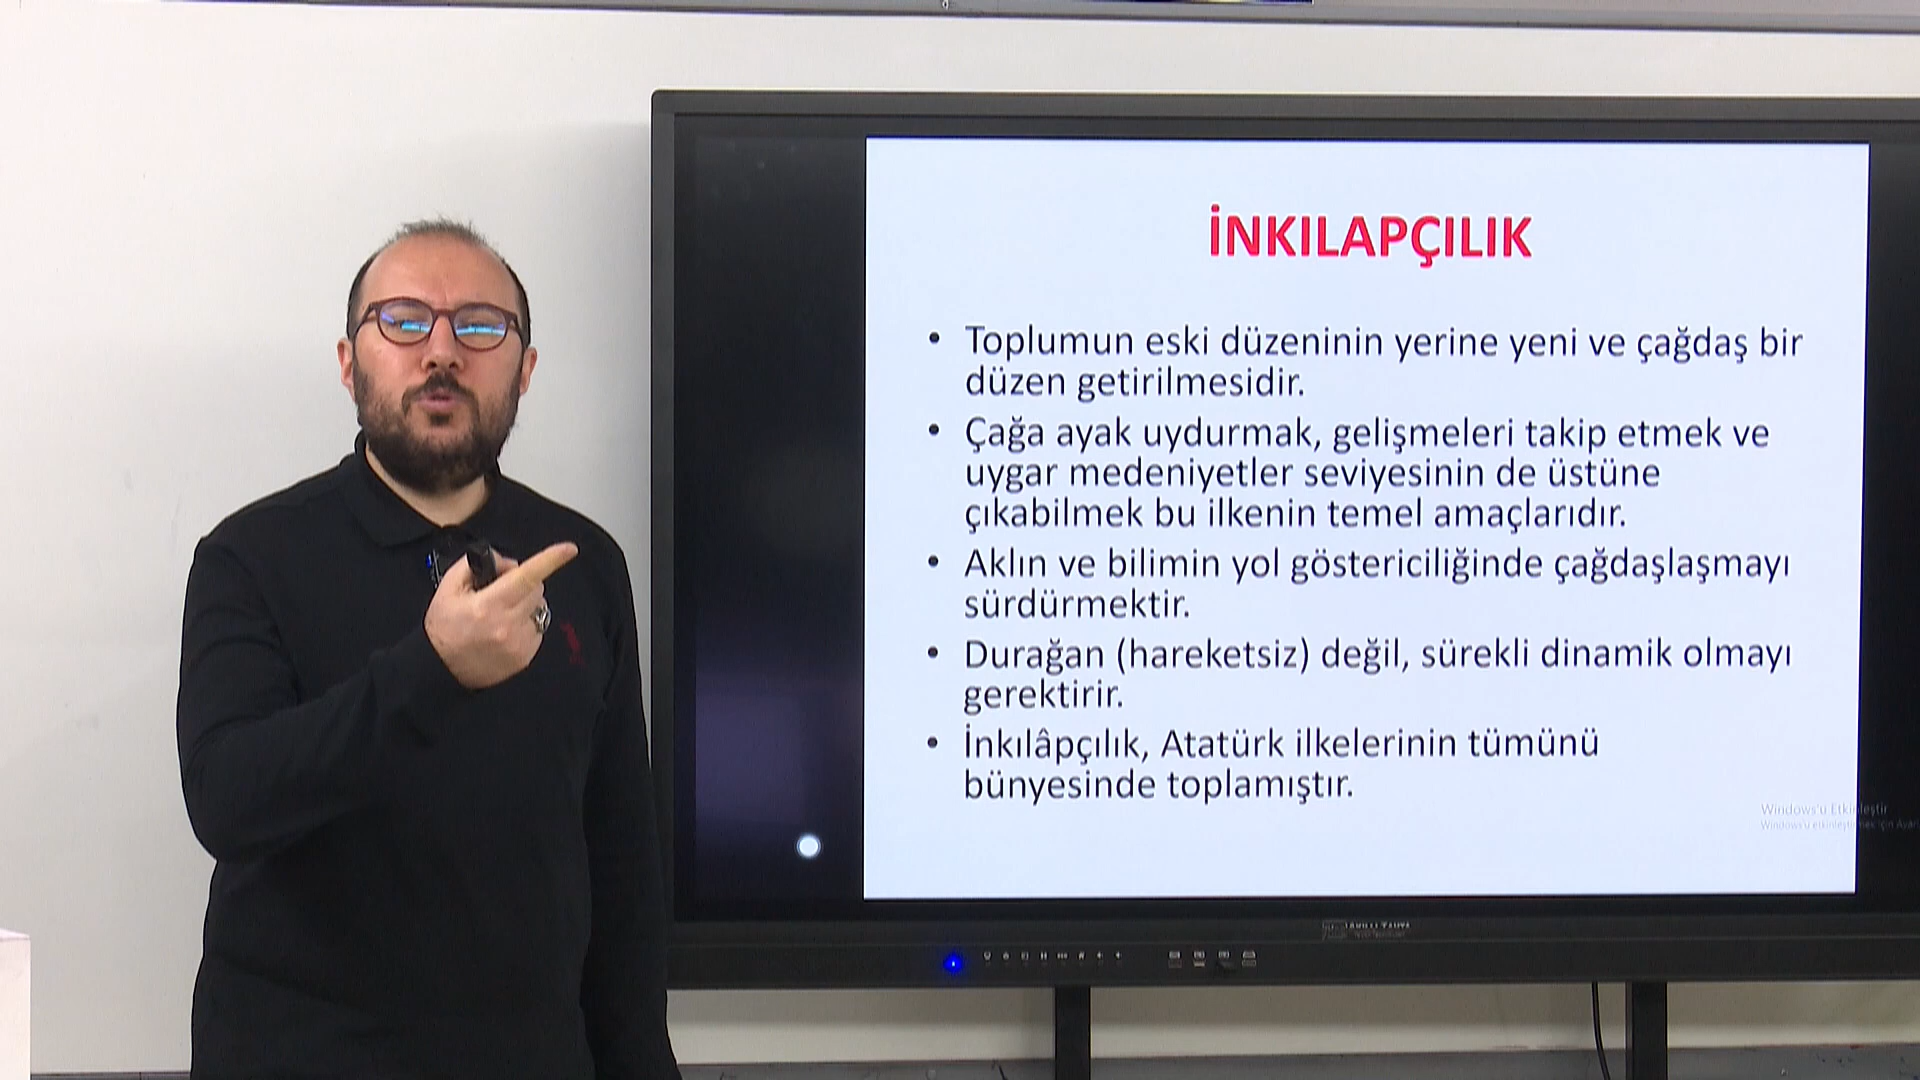 İNKILAPÇILIK
• Toplumun eski düzeninin yerine yeni ve çağdaş bir
düzen getirilmesidir.
• Çağa ayak uydurmak, gelişmeleri takip etmek ve
uygar medeniyetler seviyesinin de üstüne
çıkabilmek bu ilkenin temel amaçlarıdır.
• Aklın ve bilimin yol göstericiliğinde çağdaşlaşmayı
sürdürmektir.
• Durağan (hareketsiz) değil, sürekli dinamik olmayı
gerektirir.
• İnkılâpçılık, Atatürk ilkelerinin tümünü
bünyesinde toplamıştır.
Windows'u Etkinleştir